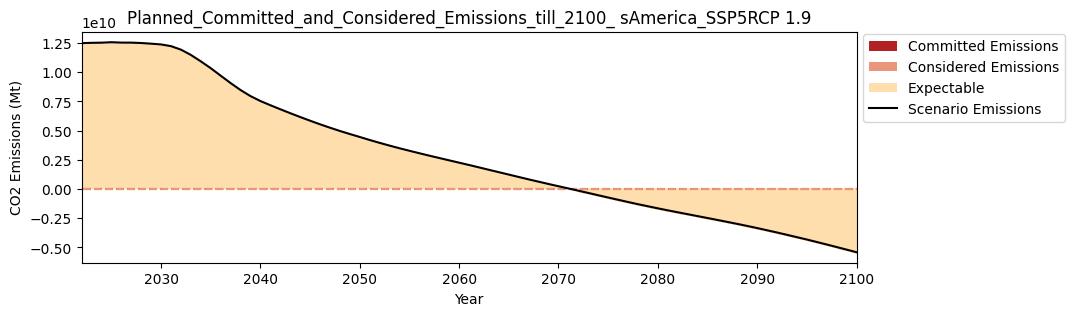 Planned_Committed_and_Considered_Emissions_till_2100_ sAmerica_SSP5RCP 1.9
1e10
Committed Emissions
Considered Emissions
Expectable
Scenario Emissions
CO2 Emissions (Mt)
1.25
1.00
0.75
0.50
0.25
0.00
−0.25
−0.50
2030 2040 2050 2060 2070 2080 2090 2100
Year